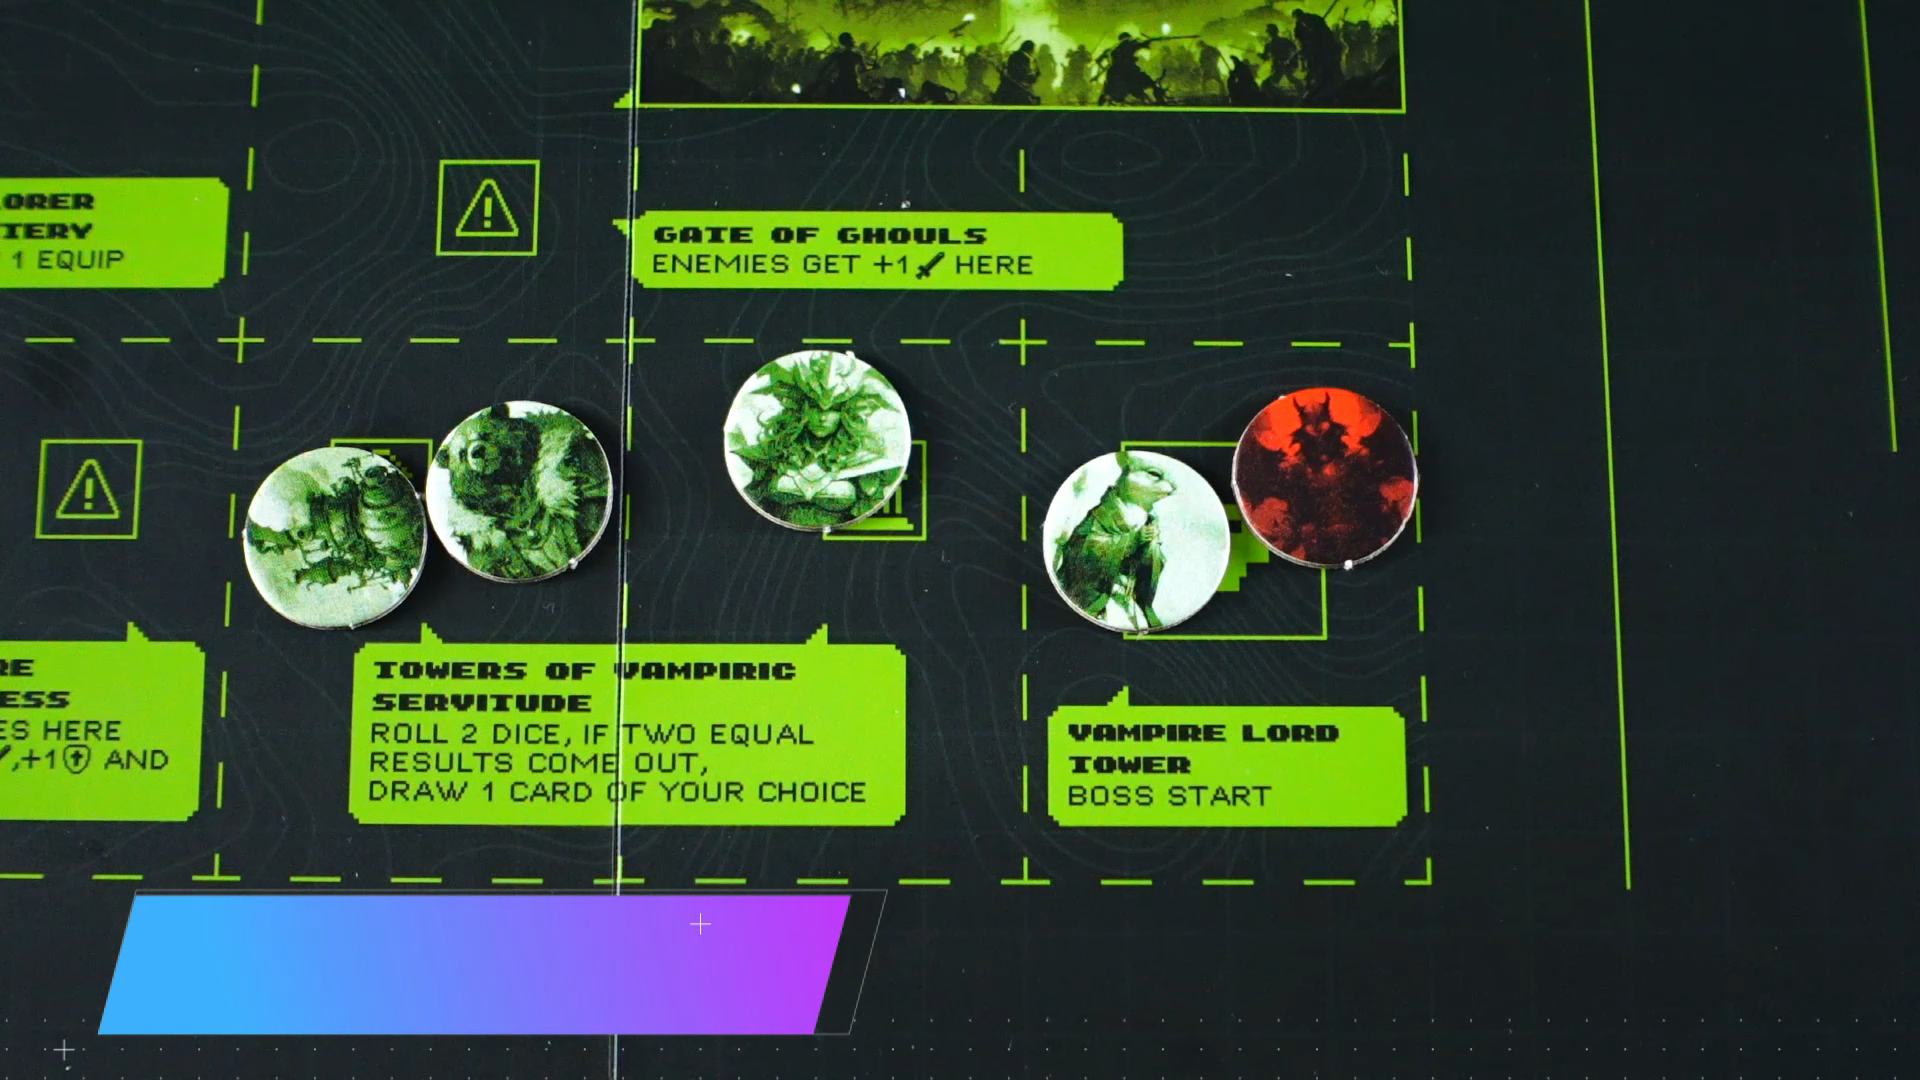 1 EQUIP
GATE OF GHOULS
ENEMIES GET +1 HERE
HERE
+1 AND
TOWERS OF VAMPIRIC
SERVITUDE
ROLL 2 DICE, IF TWO EQUAL
RESULTS COME OUT,
DRAW 1 CARD OF YOUR CHOICE
VAMPIRE LORD
TOWER
BOSS START